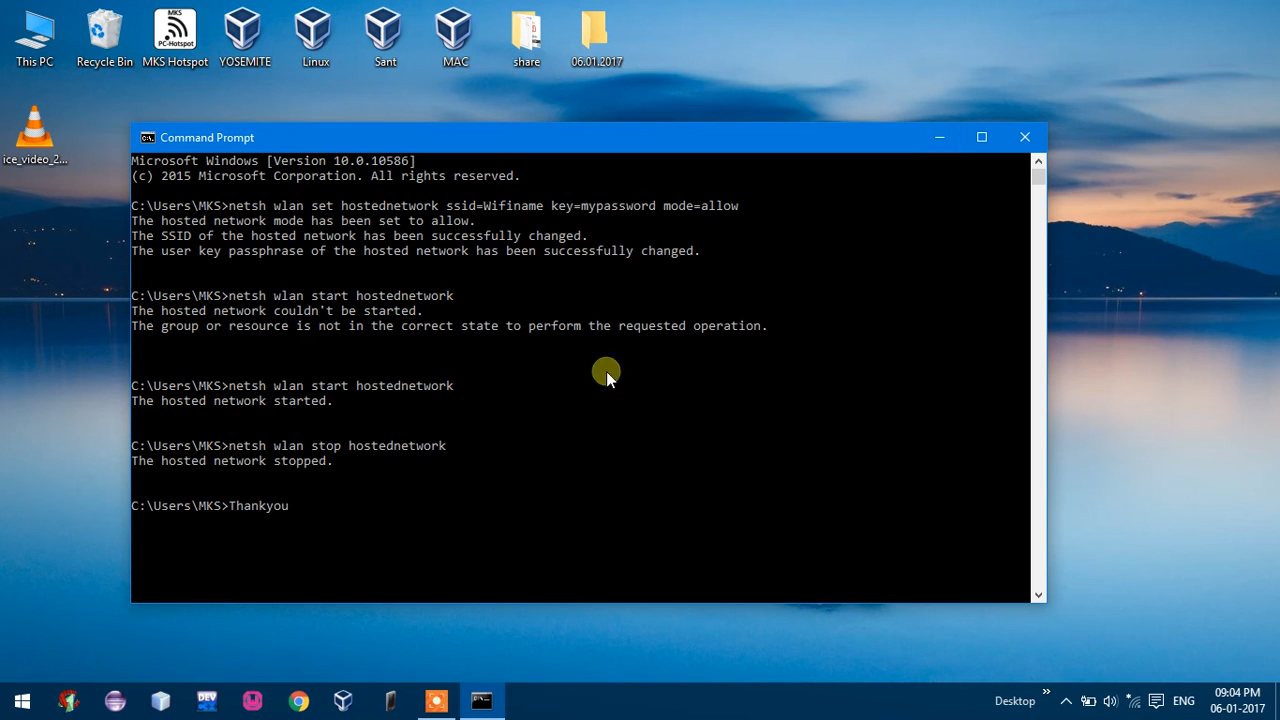 This PC
Recycle Bin
MKS
PC-Hotspot
MKS Hotspot
YOSEMITE
Linux
Sant
MAC
share
06.01.2017
ice_video_2...
Command Prompt
Microsoft Windows [Version 10.0.10586]
(c) 2015 Microsoft Corporation. All rights reserved.
C:\Users\MKS>netsh wlan set hostednetwork ssid=Wifiname key=mypassword mode=allow
The hosted network mode has been set to allow.
The SSID of the hosted network has been successfully changed.
The user key passphrase of the hosted network has been successfully changed.
C:\Users\MKS>netsh wlan start hostednetwork
The hosted network couldn't be started.
The group or resource is not in the correct state to perform the requested operation.
C:\Users\MKS>netsh wlan start hostednetwork
The hosted network started.
C:\Users\MKS>netsh wlan stop hostednetwork
The hosted network stopped.
C:\Users\MKS>Thankyou
DEV
Desktop
ENG
09:04 PM
06-01-2017